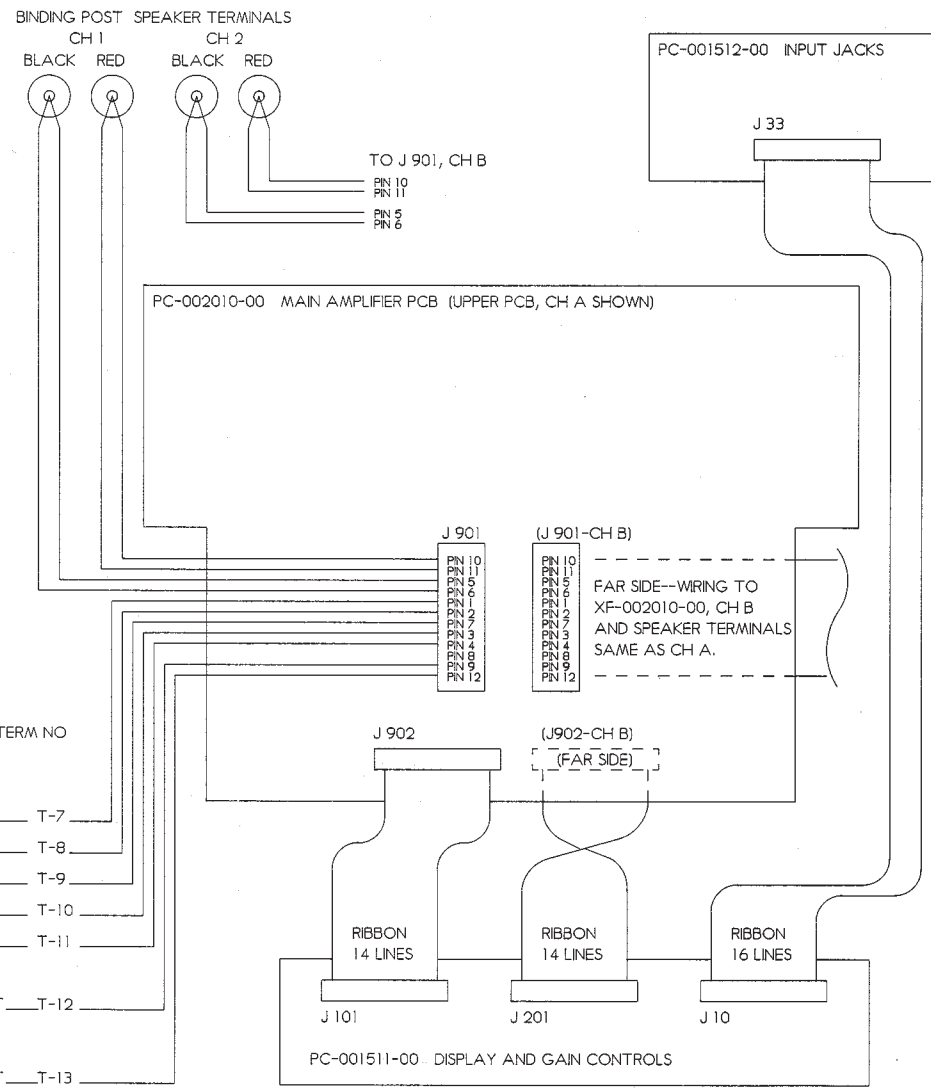 BINDING POST SPEAKER TERMINALS
CH 1 CH 2
BLACK RED BLACK RED
TO J 901, CH B
PIN 10
PIN 11
PIN 5
PIN 6
PC-001512-00 INPUT JACKS
J 33
PC-002010-00 MAIN AMPLIFIER PCB (UPPER PCB, CH A SHOWN)
J 901
PIN 10
PIN 11
PIN 5
PIN 6
PIN 1
PIN 2
PIN 7
PIN 3
PIN 4
PIN 8
PIN 9
PIN 12
(J 901-CH B)
PIN 10
PIN 11
PIN 5
PIN 6
PIN 1
PIN 2
PIN 7
PIN 3
PIN 4
PIN 8
PIN 9
PIN 12
FAR SIDE--WIRING TO
XF-002010-00, CH B
AND SPEAKER TERMINALS
SAME AS CH A.
TERM NO
J 902
(J902-CH B)
(FAR SIDE)
T-7
T-8
T-9
T-10
T-11
T-12
T-13
RIBBON
14 LINES
RIBBON
14 LINES
RIBBON
16 LINES
J 101
J 201
J 10
PC-001511-00 DISPLAY AND GAIN CONTROLS